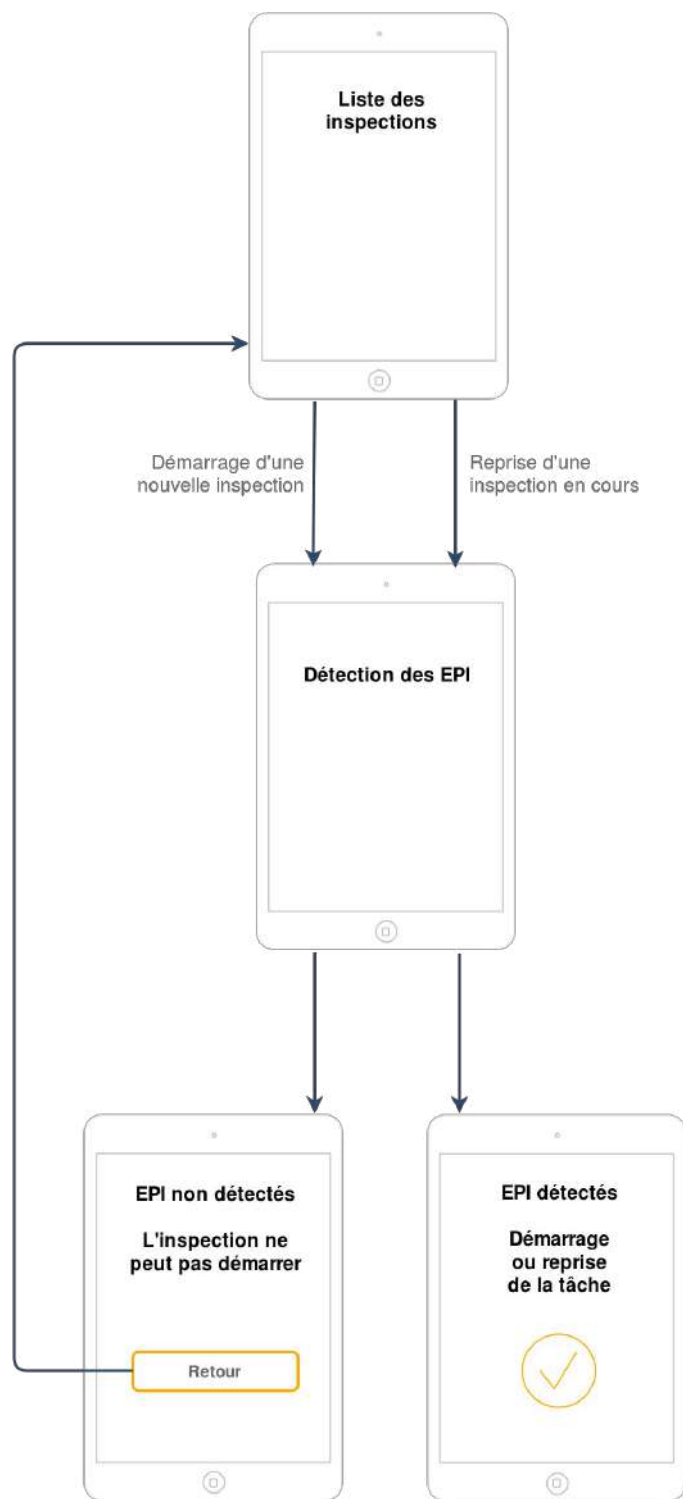 Liste des
inspections
Démarrage d'une
nouvelle inspection
Reprise d'une
inspection en cours
Détection des EPI
EPI non détectés
L'inspection ne
peut pas démarrer
Retour
EPI détectés
Démarrage
ou reprise
de la tâche